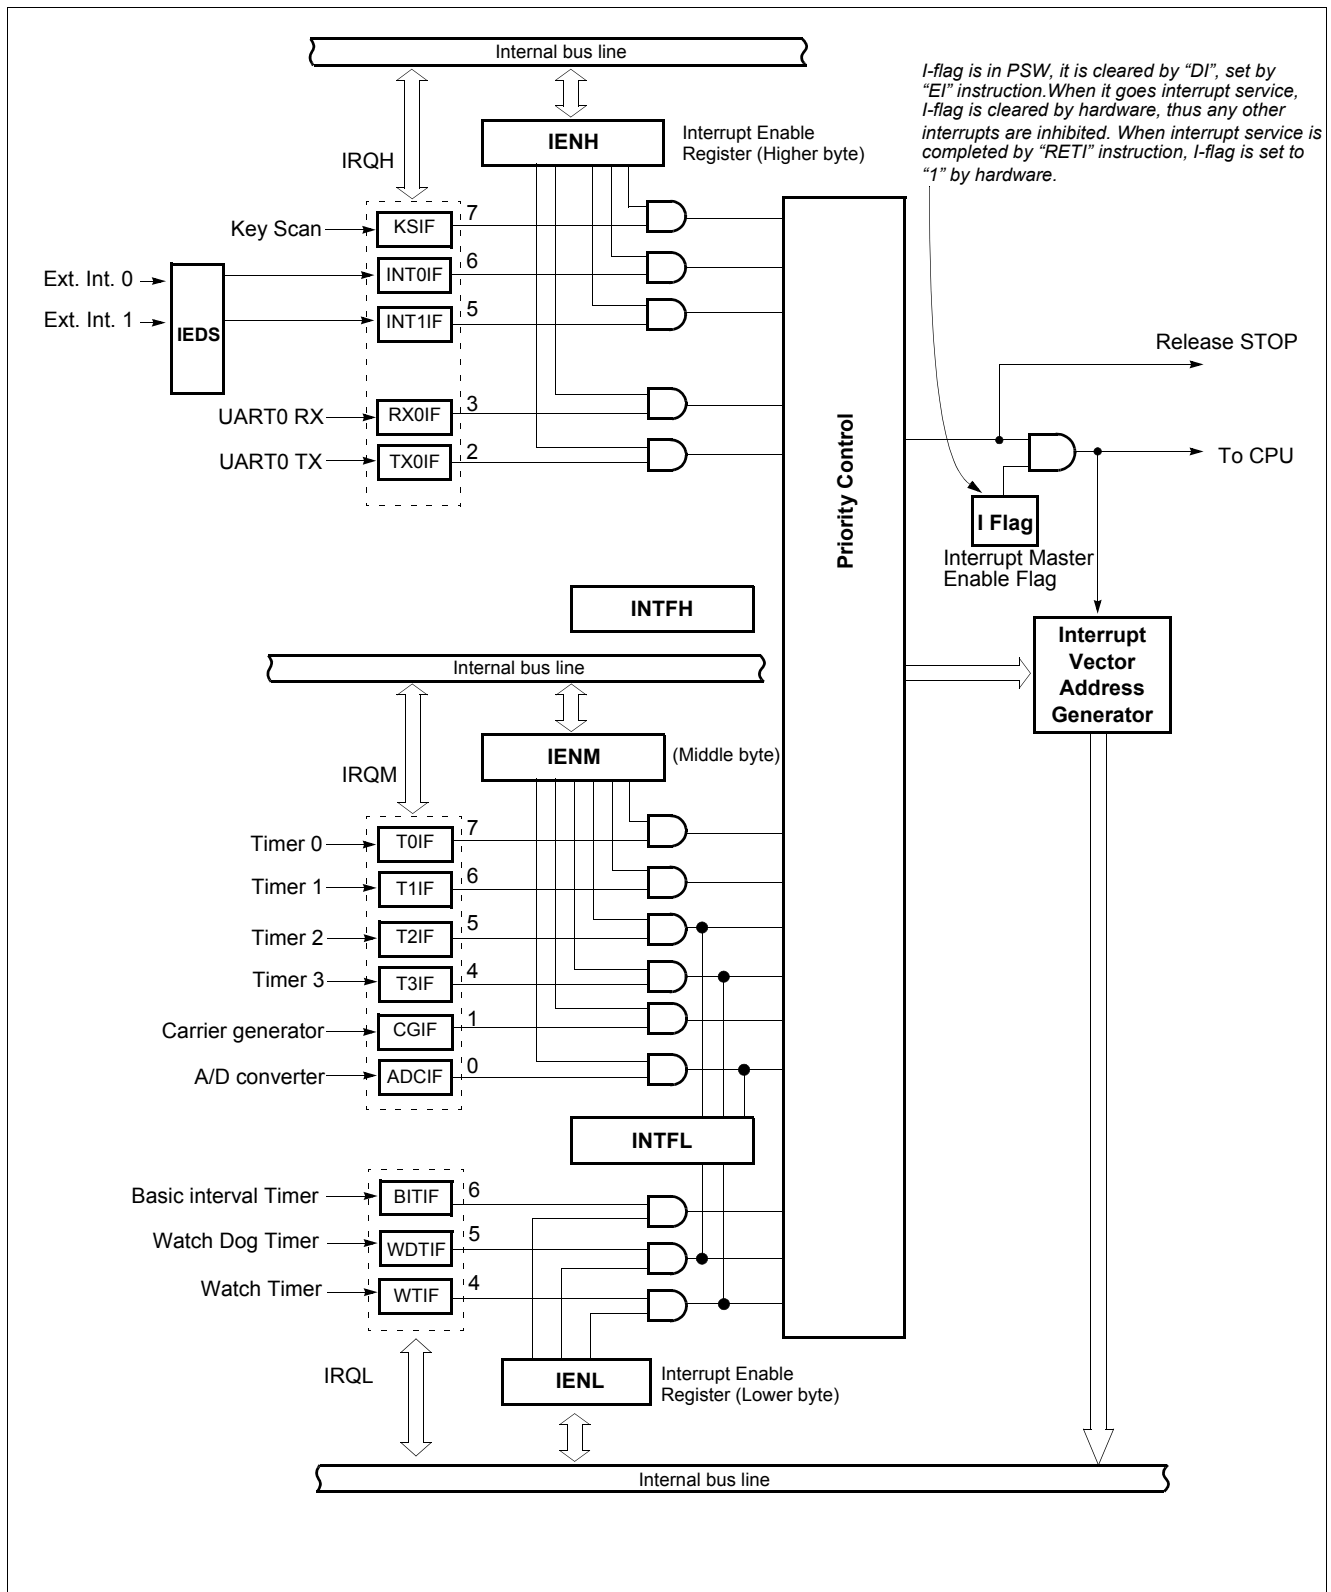 Internal bus line
I-flag is in PSW, it is cleared by “DI”, set by
“EI” instruction.When it goes interrupt service,
I-flag is cleared by hardware, thus any other
interrupts are inhibited. When interrupt service is
completed by “RETI” instruction, I-flag is set to
“1” by hardware.
IENH
Interrupt Enable
Register (Higher byte)
IRQH
Key Scan
KSIF
7
Ext. Int. 0
INT0IF
6
Ext. Int. 1
IEDS
INT1IF
5
Release STOP
UART0 RX
RX0IF
3
UART0 TX
TX0IF
2
Priority Control
To CPU
I Flag
Interrupt Master
Enable Flag
INTFH
Internal bus line
Interrupt
Vector
Address
Generator
IENM
(Middle byte)
IRQM
Timer 0
T0IF
7
Timer 1
T1IF
6
Timer 2
T2IF
5
Timer 3
T3IF
4
Carrier generator
CGIF
1
A/D converter
ADCIF
0
INTFL
Basic interval Timer
BITIF
6
Watch Dog Timer
WDTIF
5
Watch Timer
WTIF
4
IRQL
IENL
Interrupt Enable
Register (Lower byte)
Internal bus line